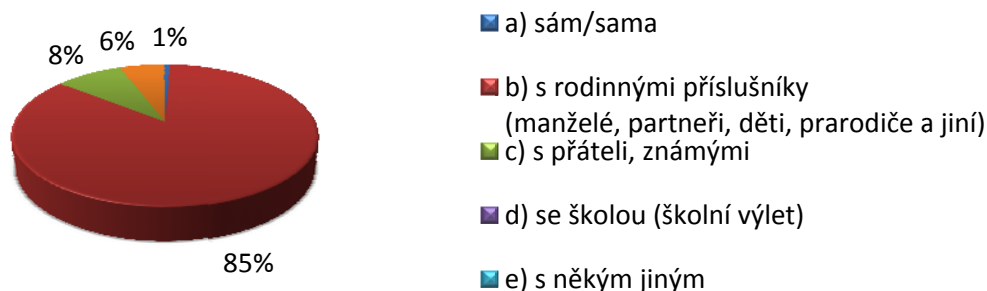 8%
6%
1%
85%
a) sám/sama
b) s rodinnými příslušníky
(manželé, partneři, děti, prarodiče a jiní)
c) s přáteli, známými
d) se školou (školní výlet)
e) s někým jiným